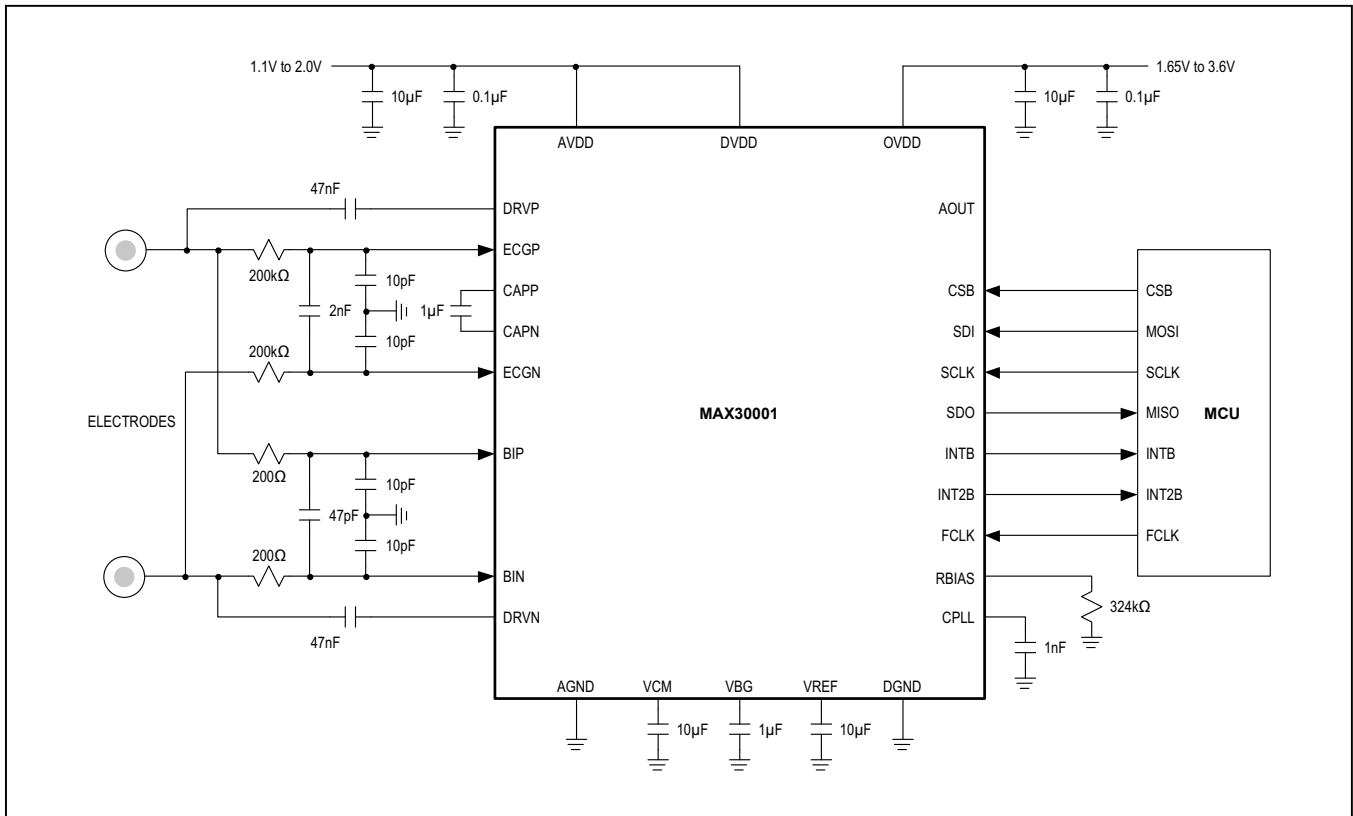 1.1V to 2.0V
1.65V to 3.6V
10µF
0.1µF
10µF
0.1µF
AVDD
DVDD
OVDD
47nF
DRVP
AOUT
ECGP
200kΩ
10pF
CAPP
CSB
CSB
2nF
1µF
CAPN
SDI
MOSI
10pF
200kΩ
ECGN
SCLK
SCLK
ELECTRODES
MAX30001
SDO
MISO
MCU
BIP
INTB
INTB
200Ω
10pF
INT2B
INT2B
47pF
10pF
FCLK
FCLK
200Ω
BIN
RBIAS
324kΩ
DRVN
CPLL
47nF
1nF
AGND
VCM
VBG
VREF
DGND
10µF
1µF
10µF